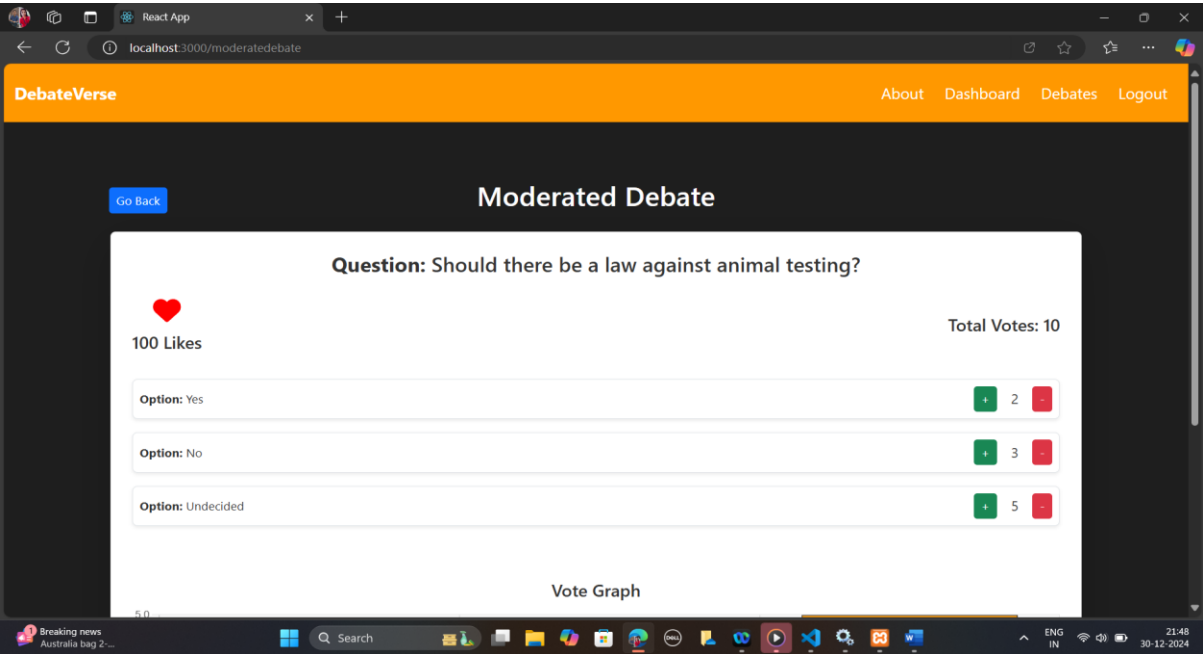 React App
localhost:3000/moderatedebate
DebateVerse
About Dashboard Debates Logout
Go Back
Moderated Debate
Question: Should there be a law against animal testing?
100 Likes
Total Votes: 10
Option: Yes + 2 -
Option: No + 3 -
Option: Undecided + 5 -
Vote Graph
5.0
1
Breaking news
Australia bag 2-...
Search
DELL
ENG
IN
21:48
30-12-2024